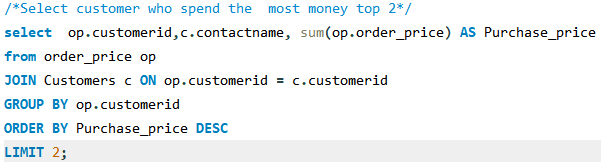 /*Select customer who spend the  most money top 2*/
select  op.customerid,c.contactname, sum(op.order_price) AS Purchase_price
from order_price op
JOIN Customers c ON op.customerid = c.customerid
GROUP BY op.customerid
ORDER BY Purchase_price DESC
LIMIT 2;